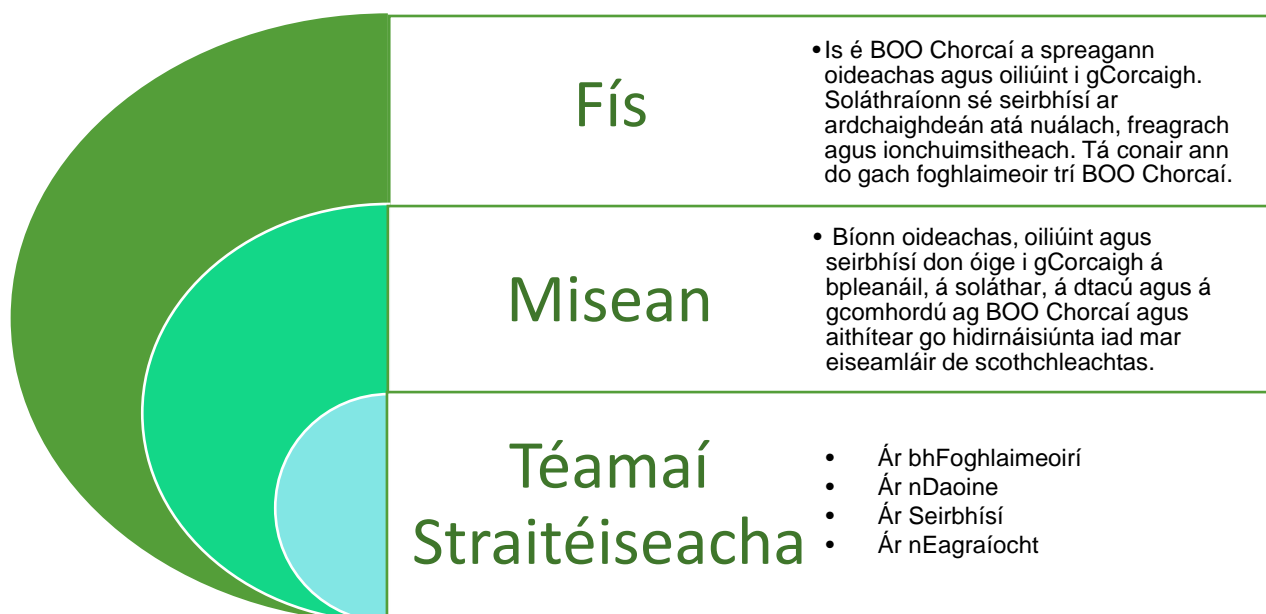 Fís
•Is é BOO Chorcaí a spreagann
oideachas agus oiliúint i gCorcaigh.
Soláthraíonn sé seirbhísí ar
ardchaighdeán atá nuálach, freagrach
agus ionchuimsitheach. Tá conair ann
do gach foghlaimeoir trí BOO Chorcaí.
Misean
• Bíonn oideachas, oiliúint agus
seirbhísí don óige i gCorcaigh á
bpleanáil, á soláthar, á dtacú agus á
gcomhordú ag BOO Chorcaí agus
aithítear go hidirnáisiúnta iad mar
eiseamláir de scothchleachtas.
Téamaí
Straitéiseacha
• Ár bhFoghlaimeoirí
• Ár nDaoine
• Ár Seirbhísí
• Ár nEagraíocht